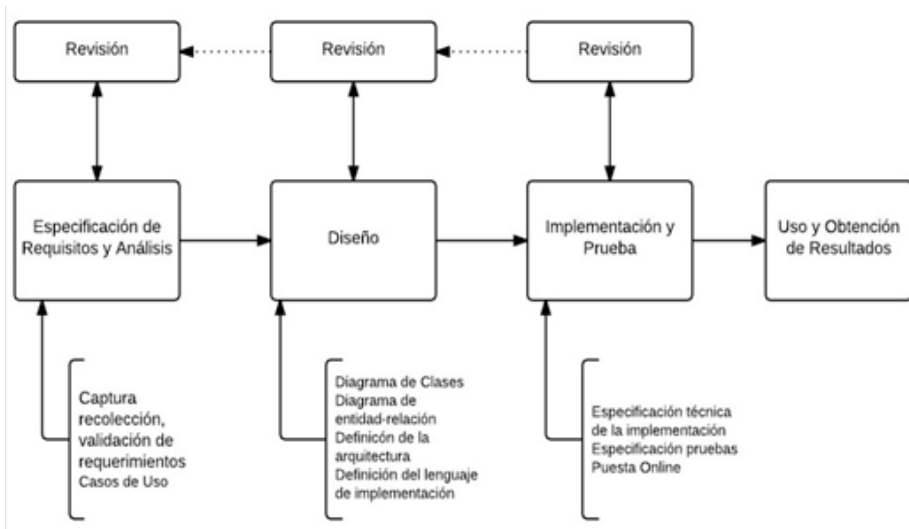 Revisión
Revisión
Revisión
Especificación de
Requisitos y Análisis
Diseño
Implementación y
Prueba
Uso y Obtención
de Resultados
Captura
recolección,
validación de
requerimientos
Casos de Uso
Diagrama de Clases
Diagrama de
entidad-relación
Definicón de la
arquitectura
Definición del lenguaje
de implementación
Especificación técnica
de la implementación
Especificación pruebas
Puesta Online